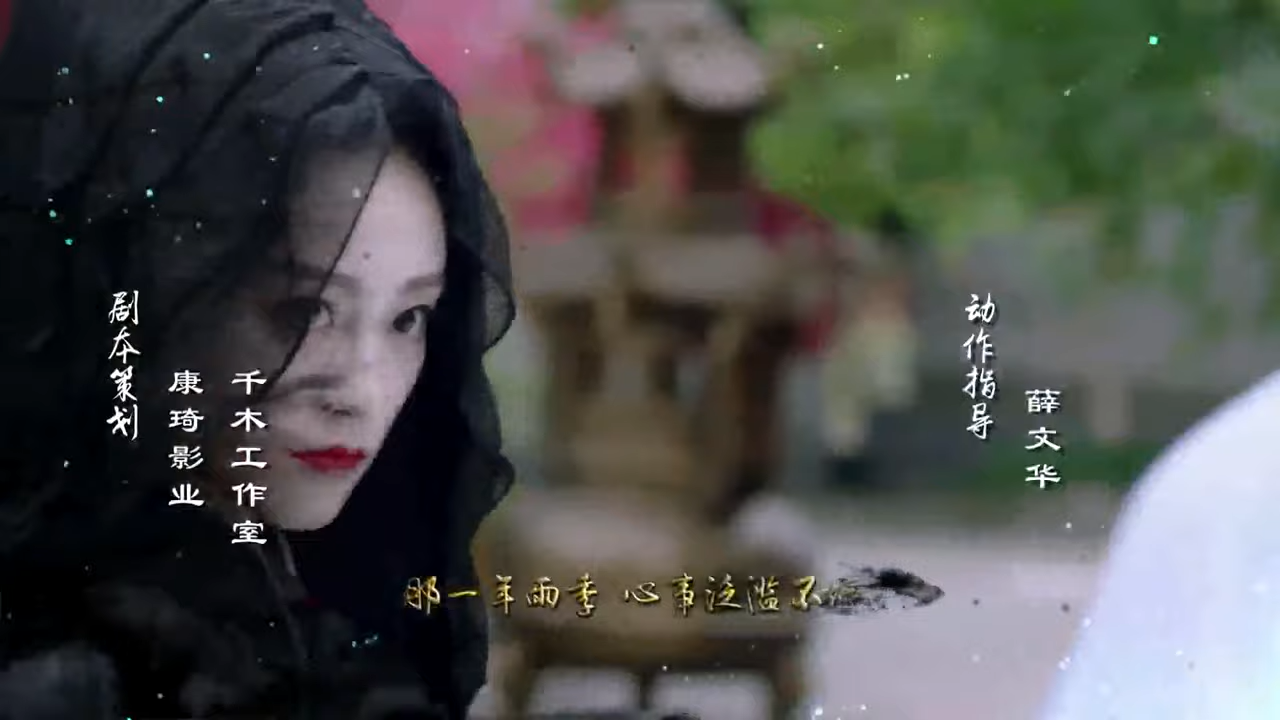 剧本策划
千木工作室
康琦影业
动作指导
薛文华
那一年雨季 心事泛滥不